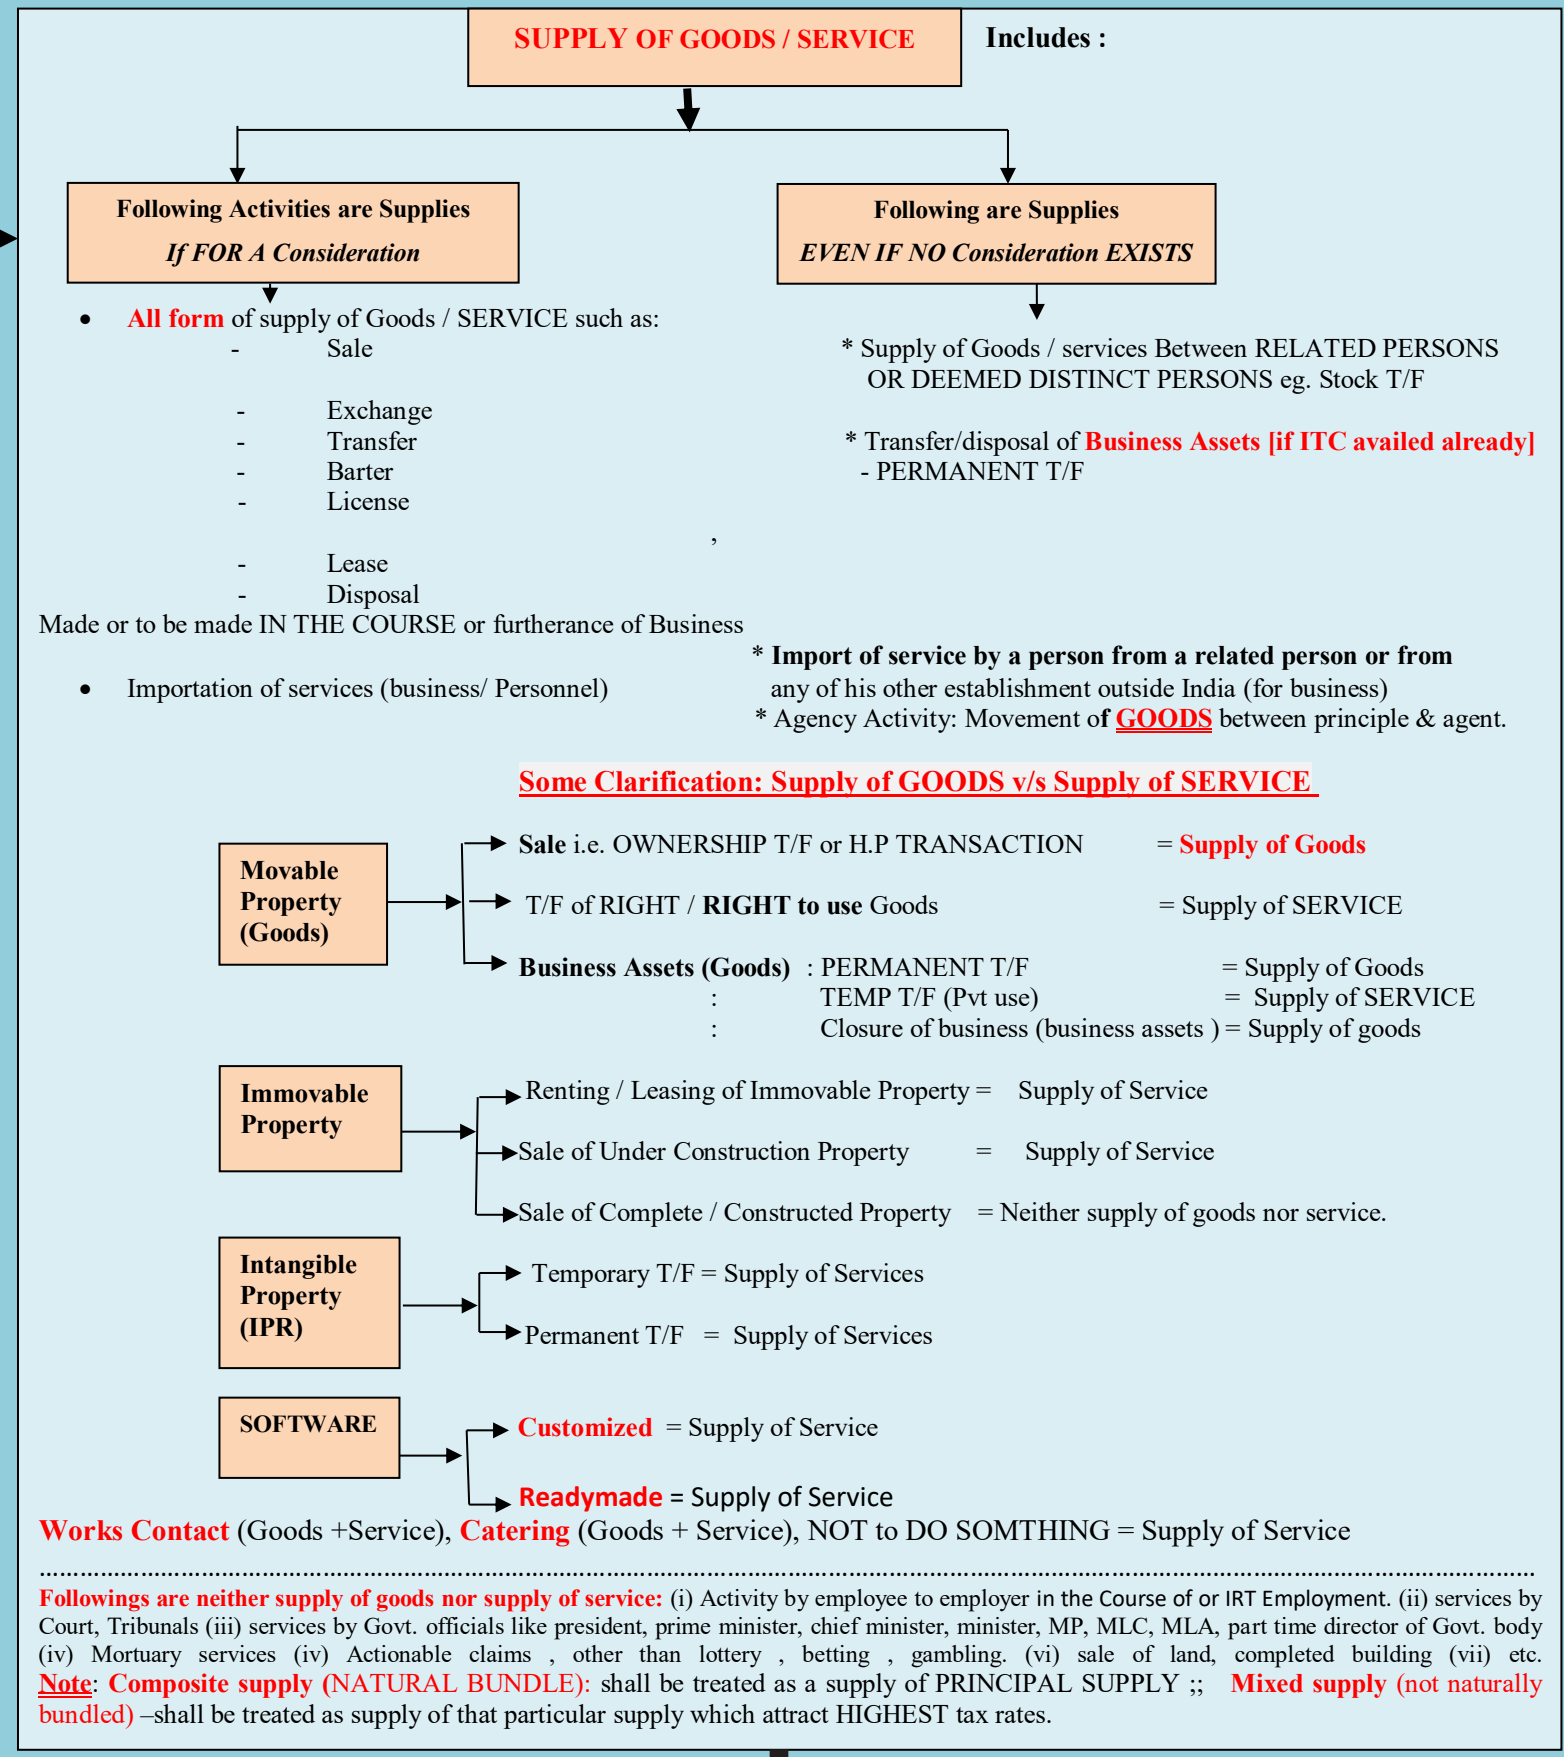 SUPPLY OF GOODS / SERVICE Includes :
Following Activities are Supplies
If FOR A Consideration
Following are Supplies
EVEN IF NO Consideration EXISTS
• All form of supply of Goods / SERVICE such as:
- Sale
- Exchange
- Transfer
- Barter
- License
,
- Lease
- Disposal
Made or to be made IN THE COURSE or furtherance of Business
• Importation of services (business/ Personnel)
* Supply of Goods / services Between RELATED PERSONS
OR DEEMED DISTINCT PERSONS eg. Stock T/F
* Transfer/disposal of Business Assets [if ITC availed already]
- PERMANENT T/F
* Import of service by a person from a related person or from
any of his other establishment outside India (for business)
* Agency Activity: Movement of GOODS between principle & agent.
Some Clarification: Supply of GOODS v/s Supply of SERVICE
Movable
Property
(Goods)
Sale i.e. OWNERSHIP T/F or H.P TRANSACTION = Supply of Goods
T/F of RIGHT / RIGHT to use Goods = Supply of SERVICE
Business Assets (Goods) : PERMANENT T/F = Supply of Goods
: TEMP T/F (Pvt use) = Supply of SERVICE
: Closure of business (business assets ) = Supply of goods
Immovable
Property
Renting / Leasing of Immovable Property = Supply of Service
Sale of Under Construction Property = Supply of Service
Sale of Complete / Constructed Property = Neither supply of goods nor service.
Intangible
Property
(IPR)
Temporary T/F = Supply of Services
Permanent T/F = Supply of Services
SOFTWARE
Customized = Supply of Service
Readymade = Supply of Service
Works Contact (Goods +Service), Catering (Goods + Service), NOT to DO SOMTHING = Supply of Service
Followings are neither supply of goods nor supply of service: (i) Activity by employee to employer in the Course of or IRT Employment. (ii) services by
Court, Tribunals (iii) services by Govt. officials like president, prime minister, chief minister, minister, MP, MLC, MLA, part time director of Govt. body
(iv) Mortuary services (iv) Actionable claims , other than lottery , betting , gambling. (vi) sale of land, completed building (vii) etc.
Note: Composite supply (NATURAL BUNDLE): shall be treated as a supply of PRINCIPAL SUPPLY ;; Mixed supply (not naturally
bundled) –shall be treated as supply of that particular supply which attract HIGHEST tax rates.